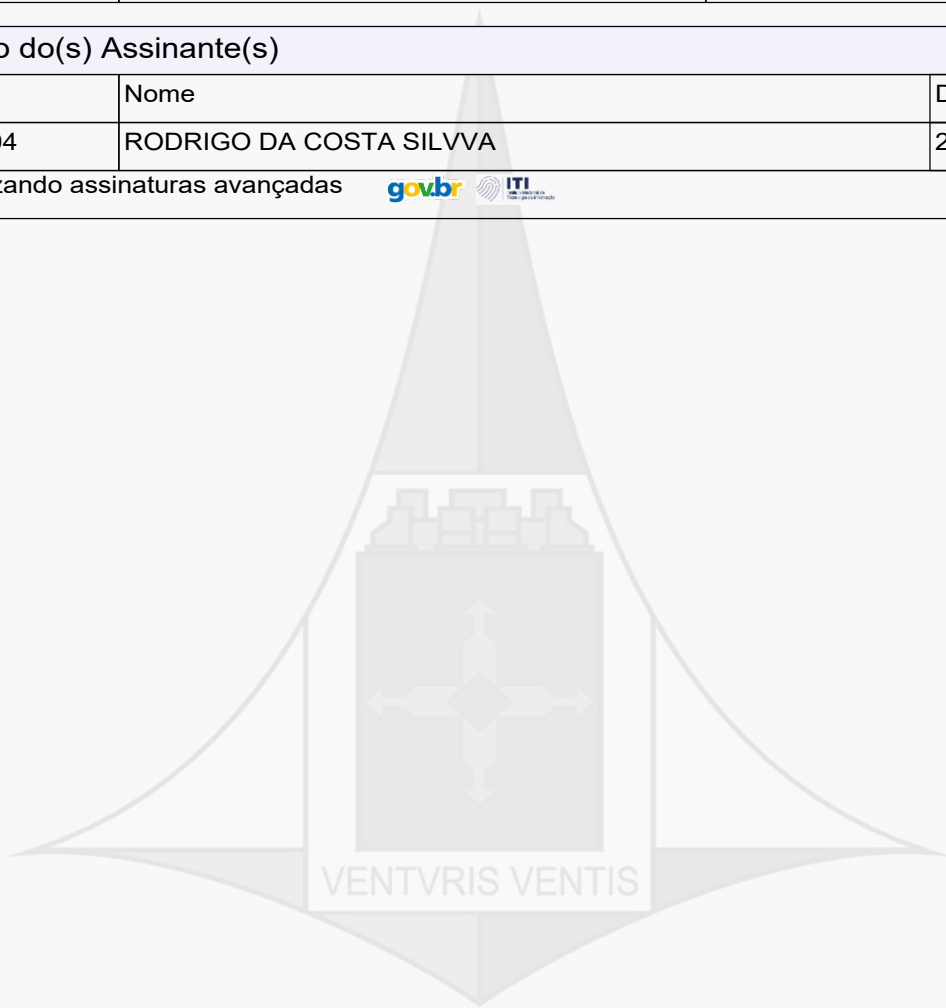 o do(s) Assinante(s)
Nome D
04 RODRIGO DA COSTA SILVVA 2
zando assinaturas avançadas gov.br ITI
VENTVRIS VENTIS